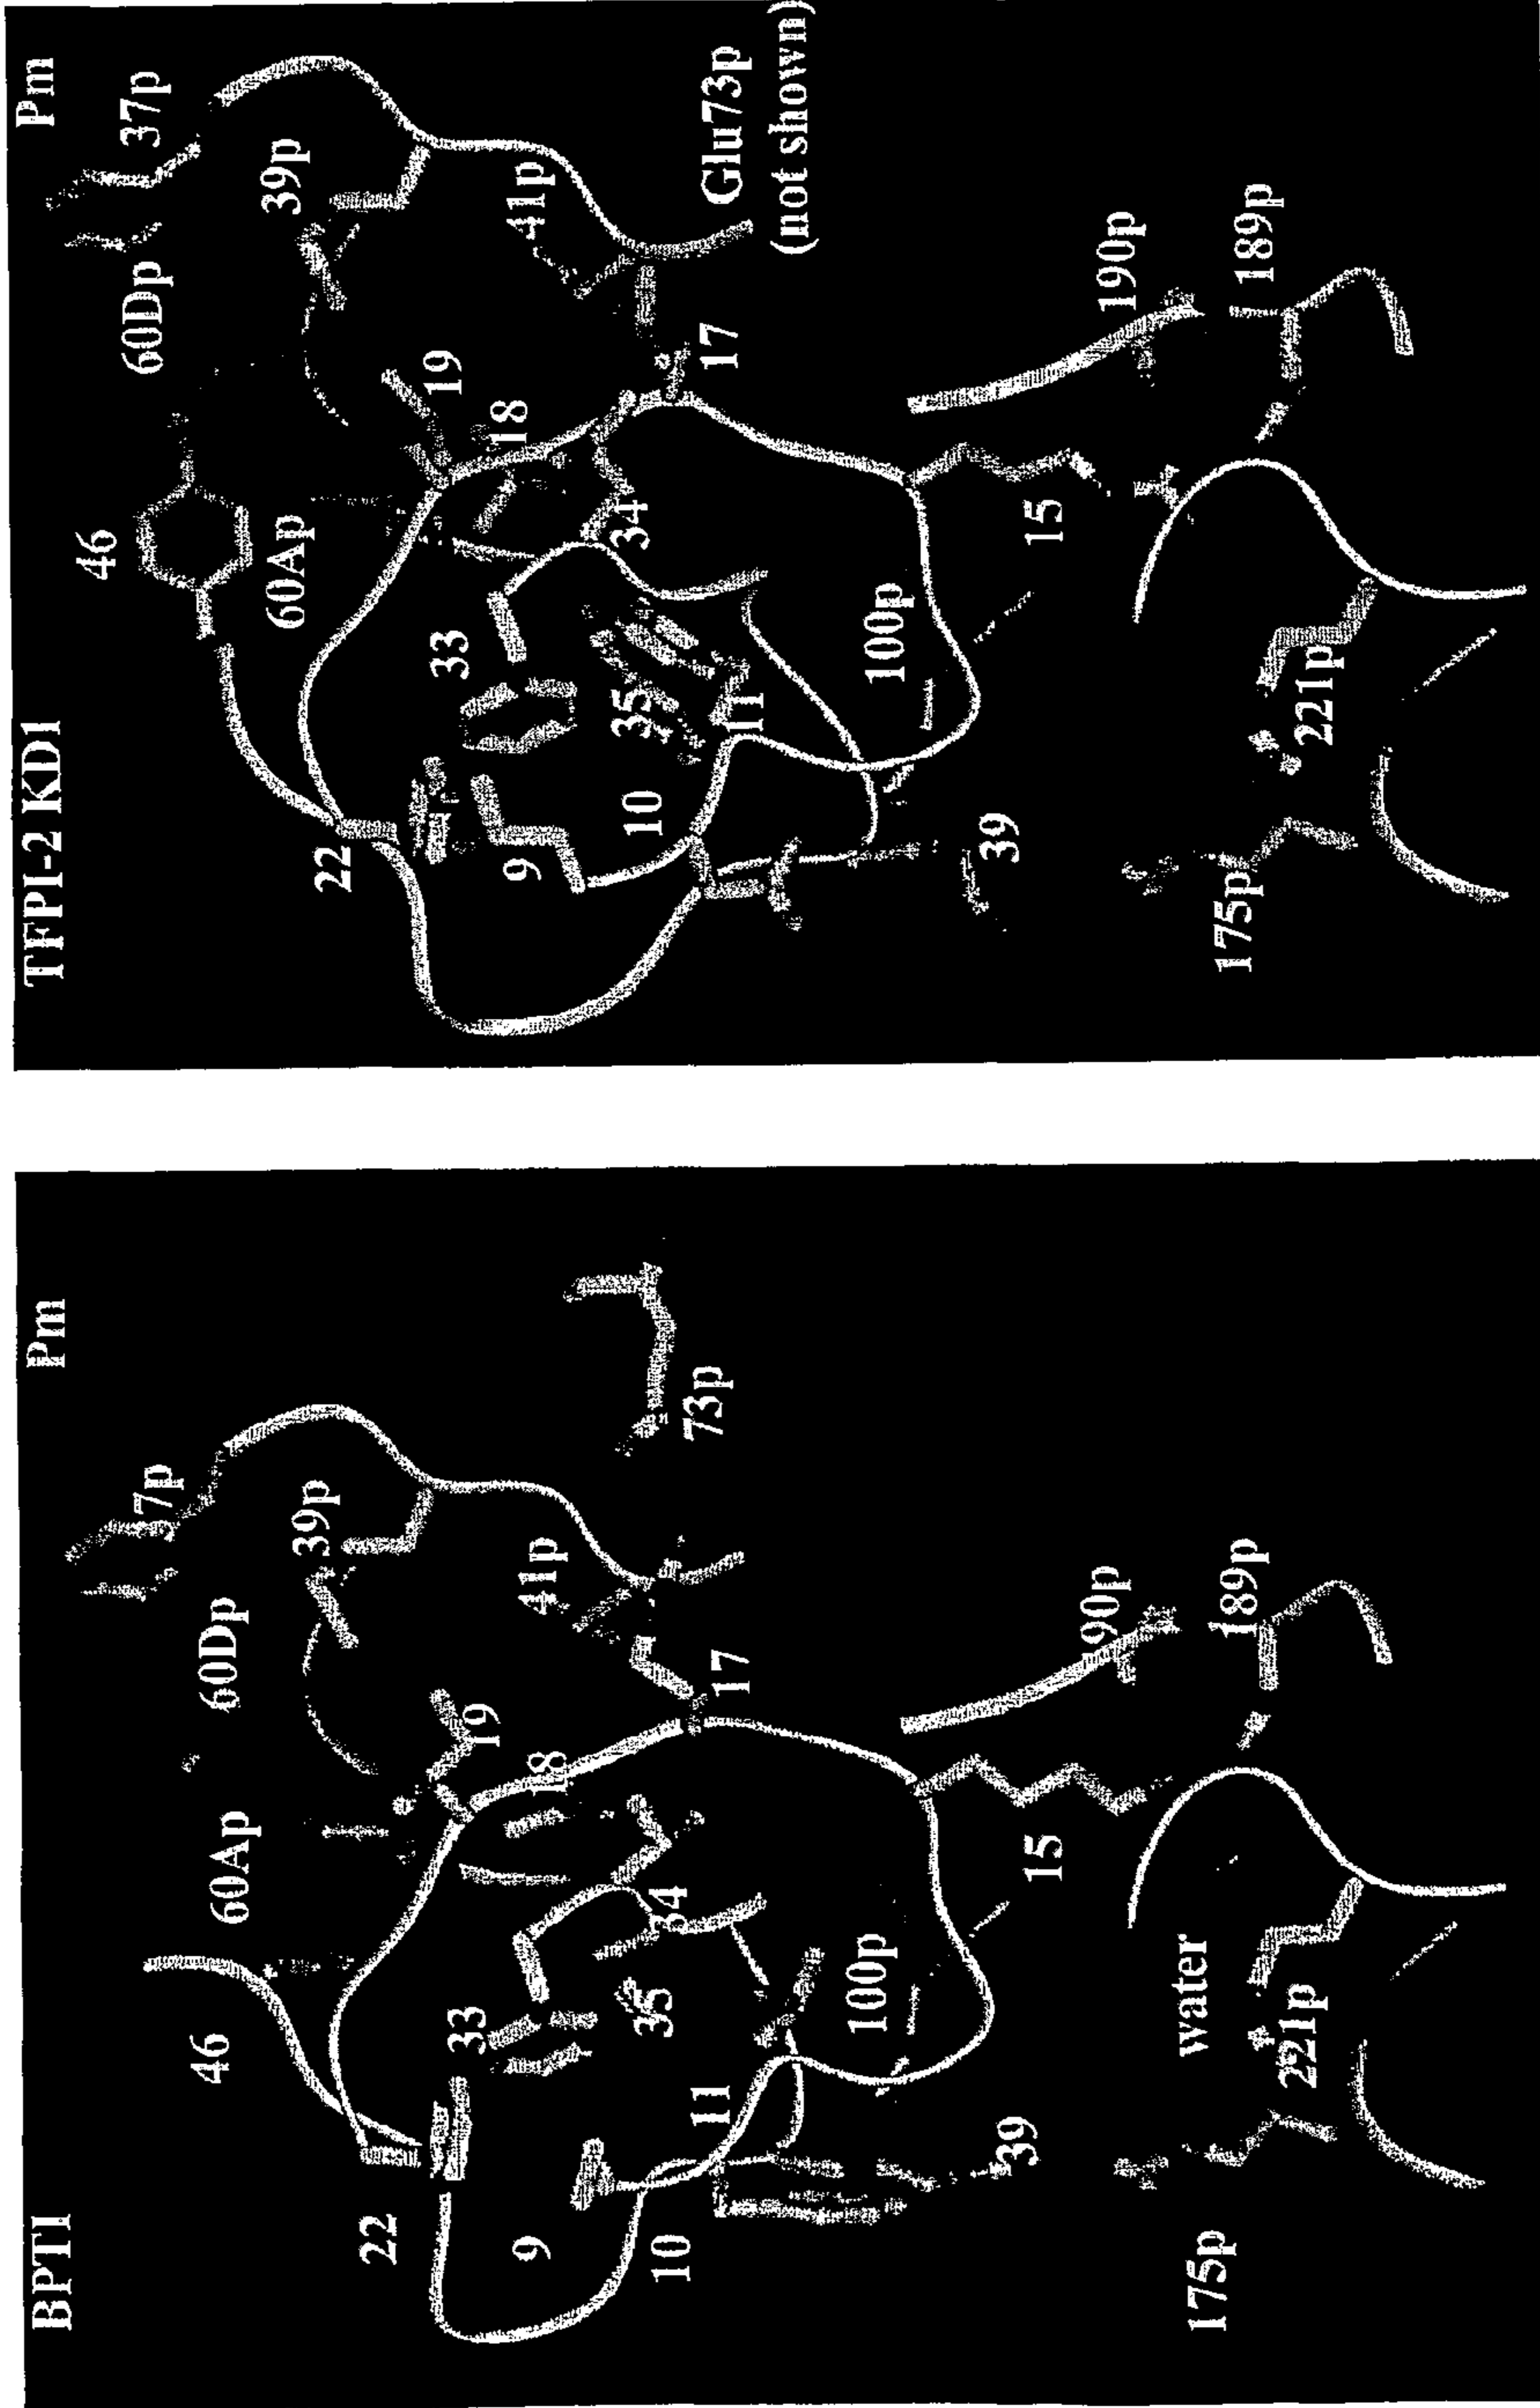 BPTI
Pm
37p
46
60Ap
60Dp
39p
22
33
19
9
18
41p
10
35
34
11
17
73p
100p
39
15
190p
water
175p
221p
189p
TFPI-2 KD1
Pm
46
37p
60Dp
60Ap
39p
22
33
19
9
18
41p
10
35
34
11
17
Glu73p
(not shown)
100p
39
15
190p
175p
221p
189p